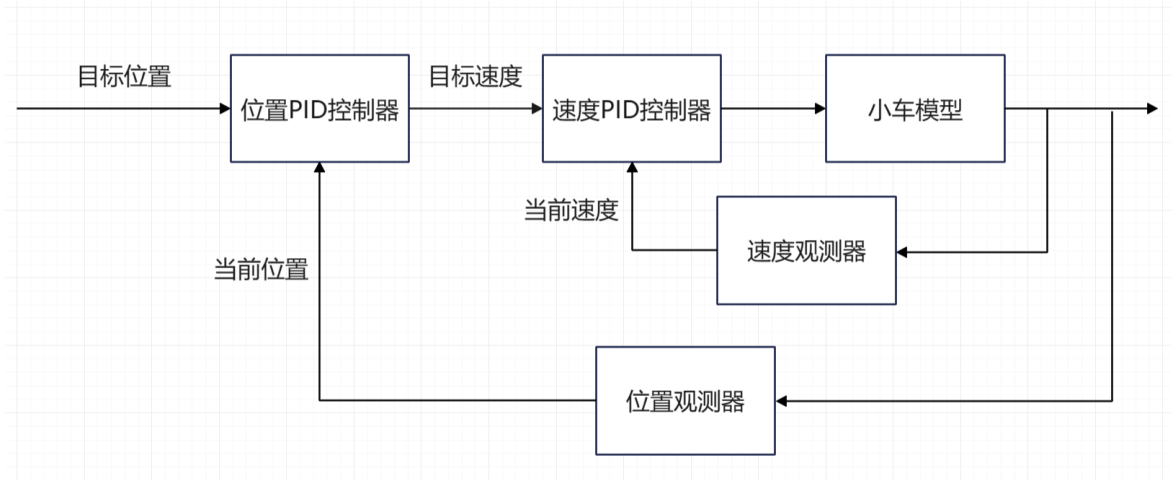 目标位置
位置PID控制器
目标速度
速度PID控制器
小车模型
当前速度
速度观测器
当前位置
位置观测器